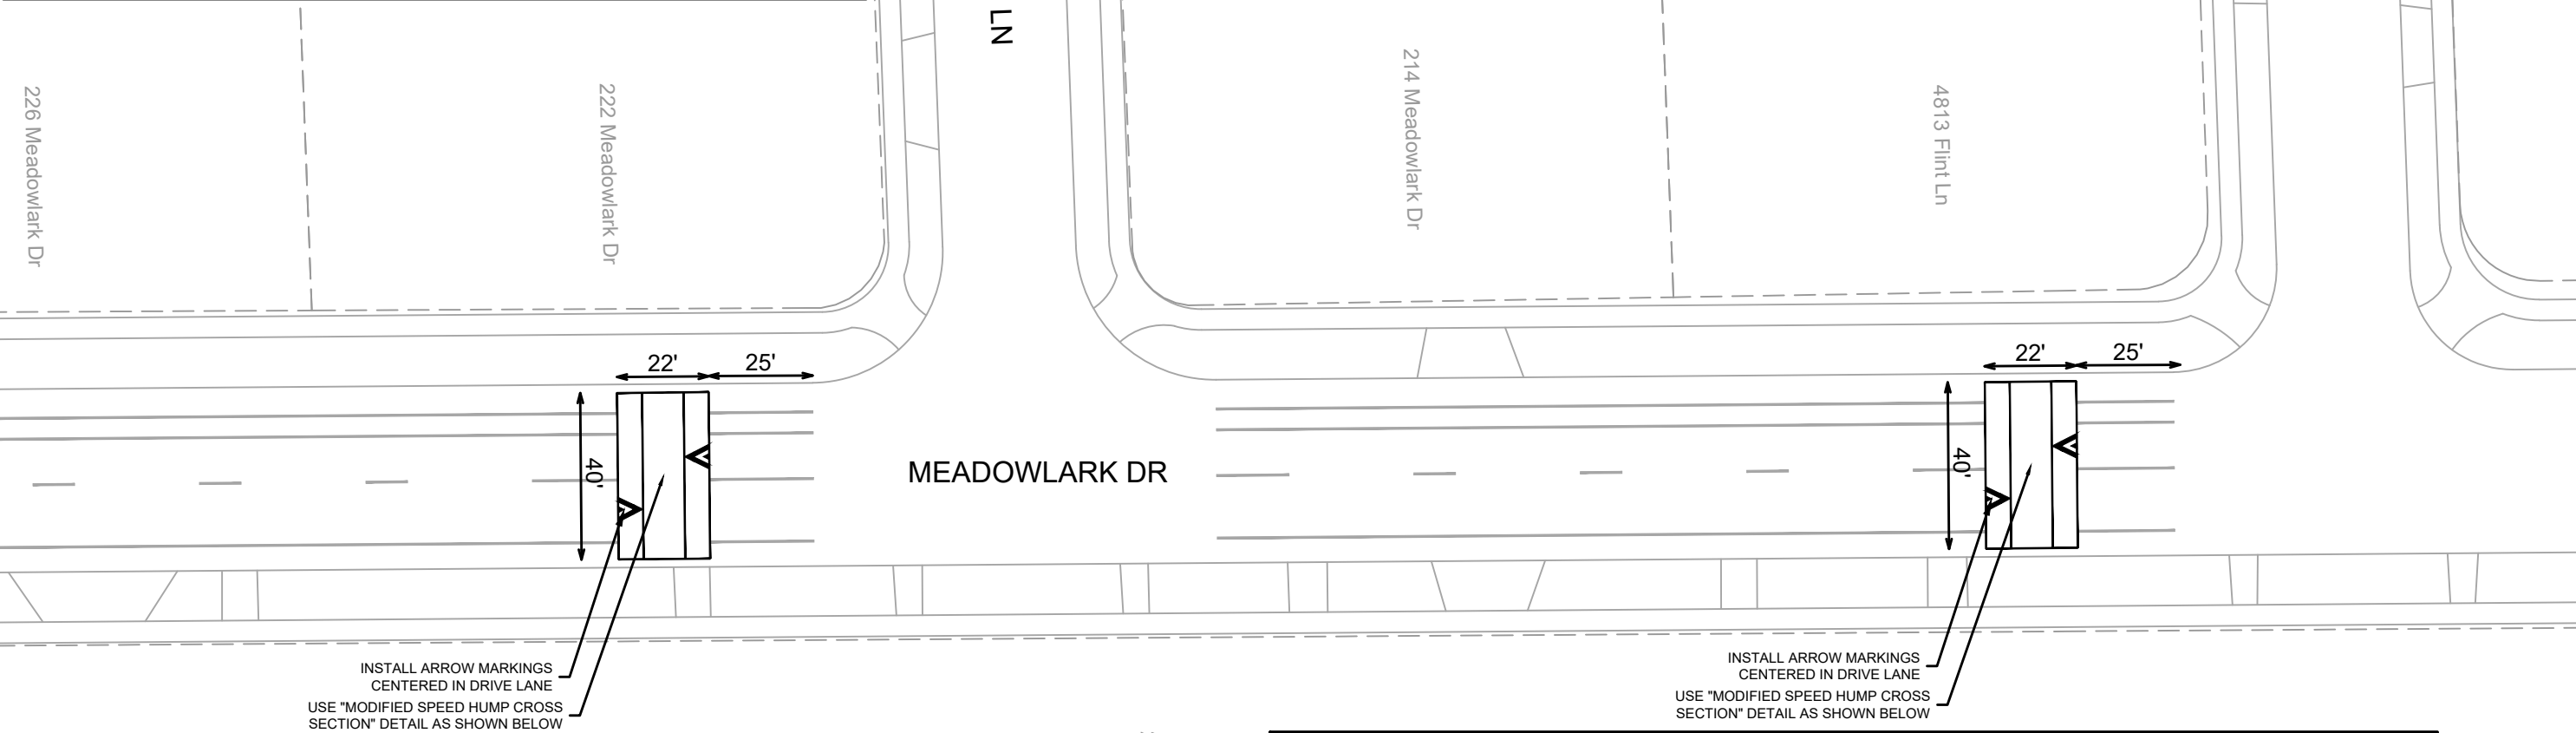 LN
226 Meadowlark Dr
222 Meadowlark Dr
214 Meadowlark Dr
4813 Flint Ln
22'
25'
22'
25'
40'
MEADOWLARK DR
40'
INSTALL ARROW MARKINGS
CENTERED IN DRIVE LANE
USE "MODIFIED SPEED HUMP CROSS
SECTION" DETAIL AS SHOWN BELOW
INSTALL ARROW MARKINGS
CENTERED IN DRIVE LANE
USE "MODIFIED SPEED HUMP CROSS
SECTION" DETAIL AS SHOWN BELOW